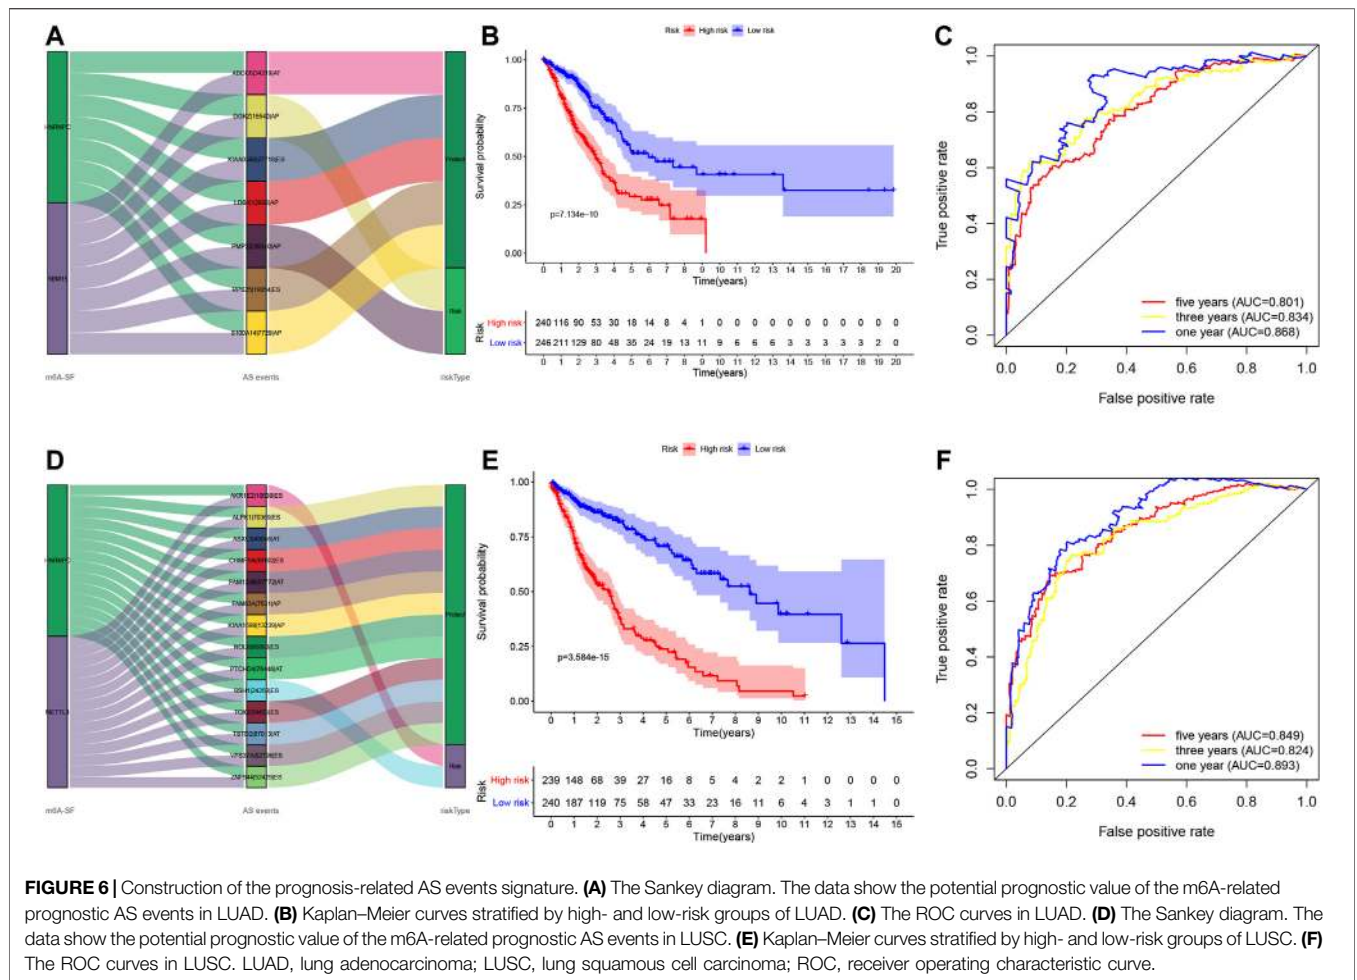 A
m6A-SF
AS events
riskType
Risk
B
Risk High risk Low risk
Survival probability
1.00
0.75
0.50
0.25
0.00
p=7.134e−10
0 1 2 3 4 5 6 7 8 9 10 11 12 13 14 15 16 17 18 19 20
Time(years)
Risk
High risk 240 116 90 53 30 18 14 8 4 1 0 0 0 0 0 0 0 0 0 0 0
Low risk 246 211 129 80 48 35 24 19 13 11 9 6 6 6 3 3 3 3 3 2 0
0 1 2 3 4 5 6 7 8 9 10 11 12 13 14 15 16 17 18 19 20
Time(years)
C
True positive rate
1.0
0.8
0.6
0.4
0.2
0.0
five years (AUC=0.801)
three years (AUC=0.834)
one year (AUC=0.868)
0.0 0.2 0.4 0.6 0.8 1.0
False positive rate
D
m6A-SF
AS events
riskType
E
Risk High risk Low risk
Survival probability
1.00
0.75
0.50
0.25
0.00
p=3.584e-15
0 1 2 3 4 5 6 7 8 9 10 11 12 13 14 15
Time(years)
Risk
High risk 239 148 68 39 27 16 8 5 4 2 2 1 0 0 0 0
Low risk 240 187 119 75 58 47 33 23 16 11 6 4 3 1 1 0
0 1 2 3 4 5 6 7 8 9 10 11 12 13 14 15
Time(years)
F
True positive rate
1.0
0.8
0.6
0.4
0.2
0.0
five years (AUC=0.849)
three years (AUC=0.824)
one year (AUC=0.893)
0.0 0.2 0.4 0.6 0.8 1.0
False positive rate
FIGURE 6 | Construction of the prognosis-related AS events signature. (A) The Sankey diagram. The data show the potential prognostic value of the m6A-related
prognostic AS events in LUAD. (B) Kaplan–Meier curves stratified by high- and low-risk groups of LUAD. (C) The ROC curves in LUAD. (D) The Sankey diagram. The
data show the potential prognostic value of the m6A-related prognostic AS events in LUSC. (E) Kaplan–Meier curves stratified by high- and low-risk groups of LUSC. (F)
The ROC curves in LUSC. LUAD, lung adenocarcinoma; LUSC, lung squamous cell carcinoma; ROC, receiver operating characteristic curve.